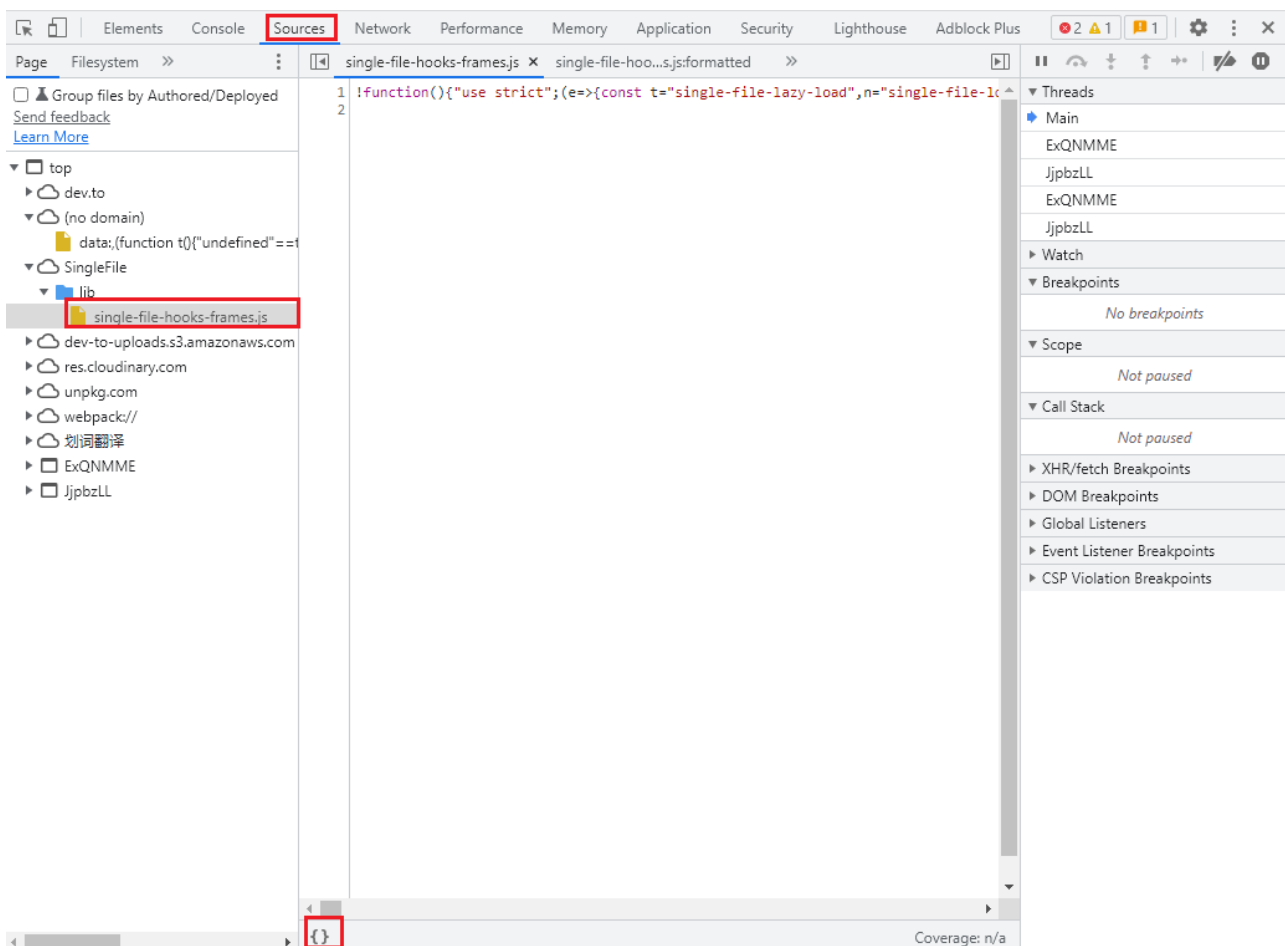 Elements Console Sources Network Performance Memory Application Security Lighthouse Adblock Plus 2 1 1
Page Filesystem
single-file-hooks-frames.js single-file-hoo...s.js:formatted
Group files by Authored/Deployed
Send feedback
Learn More
top
dev.to
(no domain)
data:,(function t(){"undefined"==t
SingleFile
lib
single-file-hooks-frames.js
dev-to-uploads.s3.amazonaws.com
res.cloudinary.com
unpkg.com
webpack://
划词翻译
ExQNMME
JjpbzLL
1 !function(){"use strict";(e=>{const t="single-file-lazy-load",n="single-file-lo
2
{}
Coverage: n/a
Threads
Main
ExQNMME
JjpbzLL
ExQNMME
JjpbzLL
Watch
Breakpoints
No breakpoints
Scope
Not paused
Call Stack
Not paused
XHR/fetch Breakpoints
DOM Breakpoints
Global Listeners
Event Listener Breakpoints
CSP Violation Breakpoints